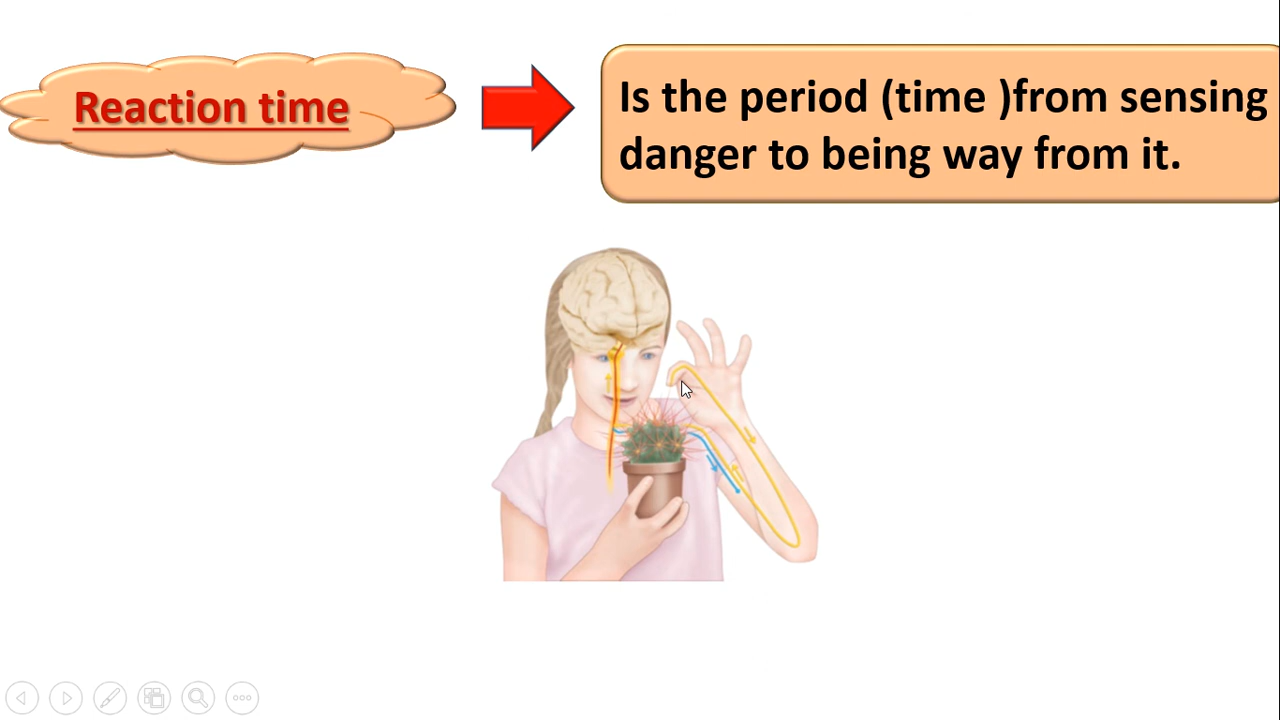 Reaction time
Is the period (time )from sensing
danger to being way from it.